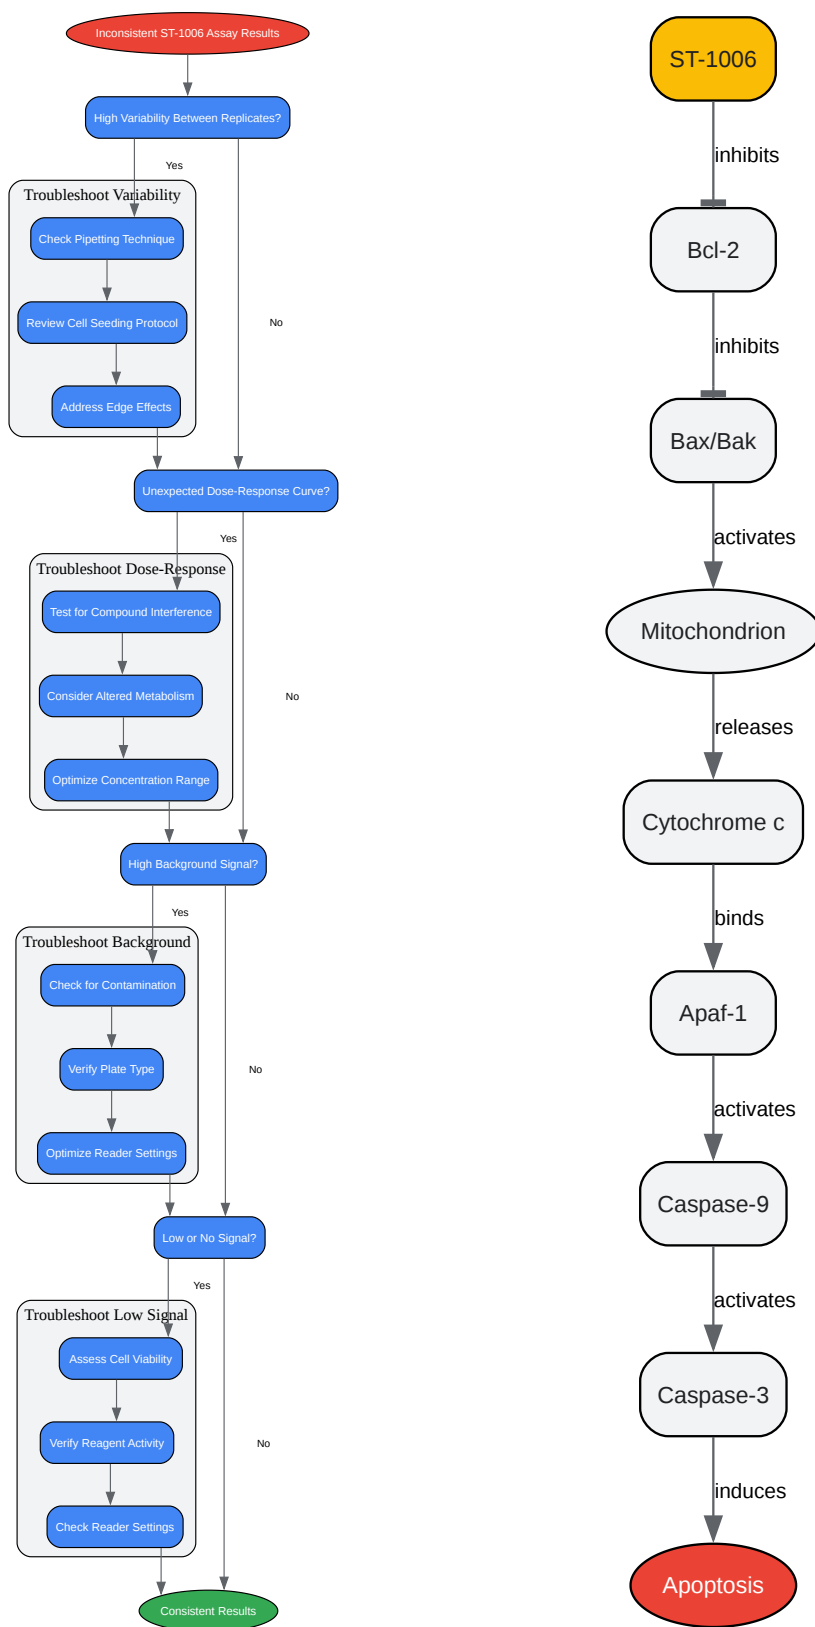 Inconsistent ST-1006 Assay Results
High Variability Between Replicates?
Yes
Troubleshoot Variability
Check Pipetting Technique
Review Cell Seeding Protocol
No
Address Edge Effects
Unexpected Dose-Response Curve?
Yes
Troubleshoot Dose-Response
Test for Compound Interference
Consider Altered Metabolism
No
Optimize Concentration Range
High Background Signal?
Yes
Troubleshoot Background
Check for Contamination
Verify Plate Type
No
Optimize Reader Settings
Low or No Signal?
Yes
Troubleshoot Low Signal
Assess Cell Viability
Verify Reagent Activity
No
Check Reader Settings
Consistent Results
ST-1006
inhibits
Bcl-2
inhibits
Bax/Bak
activates
Mitochondrion
releases
Cytochrome c
binds
Apaf-1
activates
Caspase-9
activates
Caspase-3
induces
Apoptosis